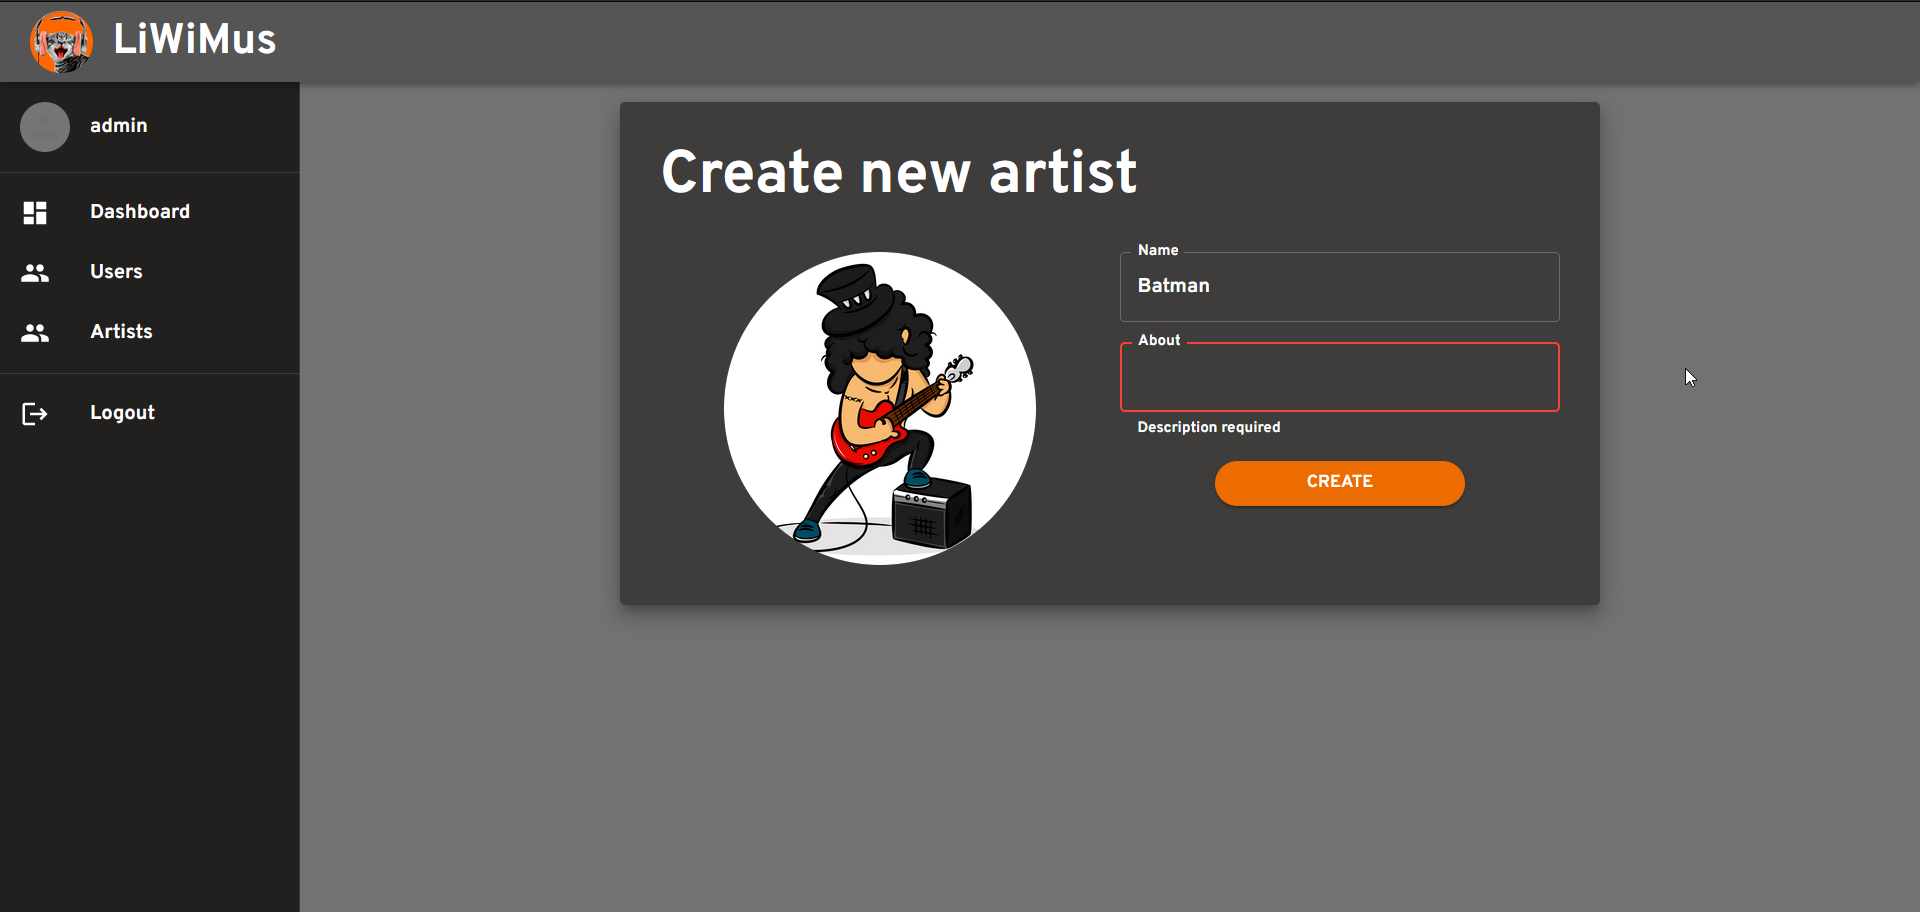 LiWiMus
admin
Dashboard
Users
Artists
Logout
Create new artist
Name
Batman
About
Description required
CREATE